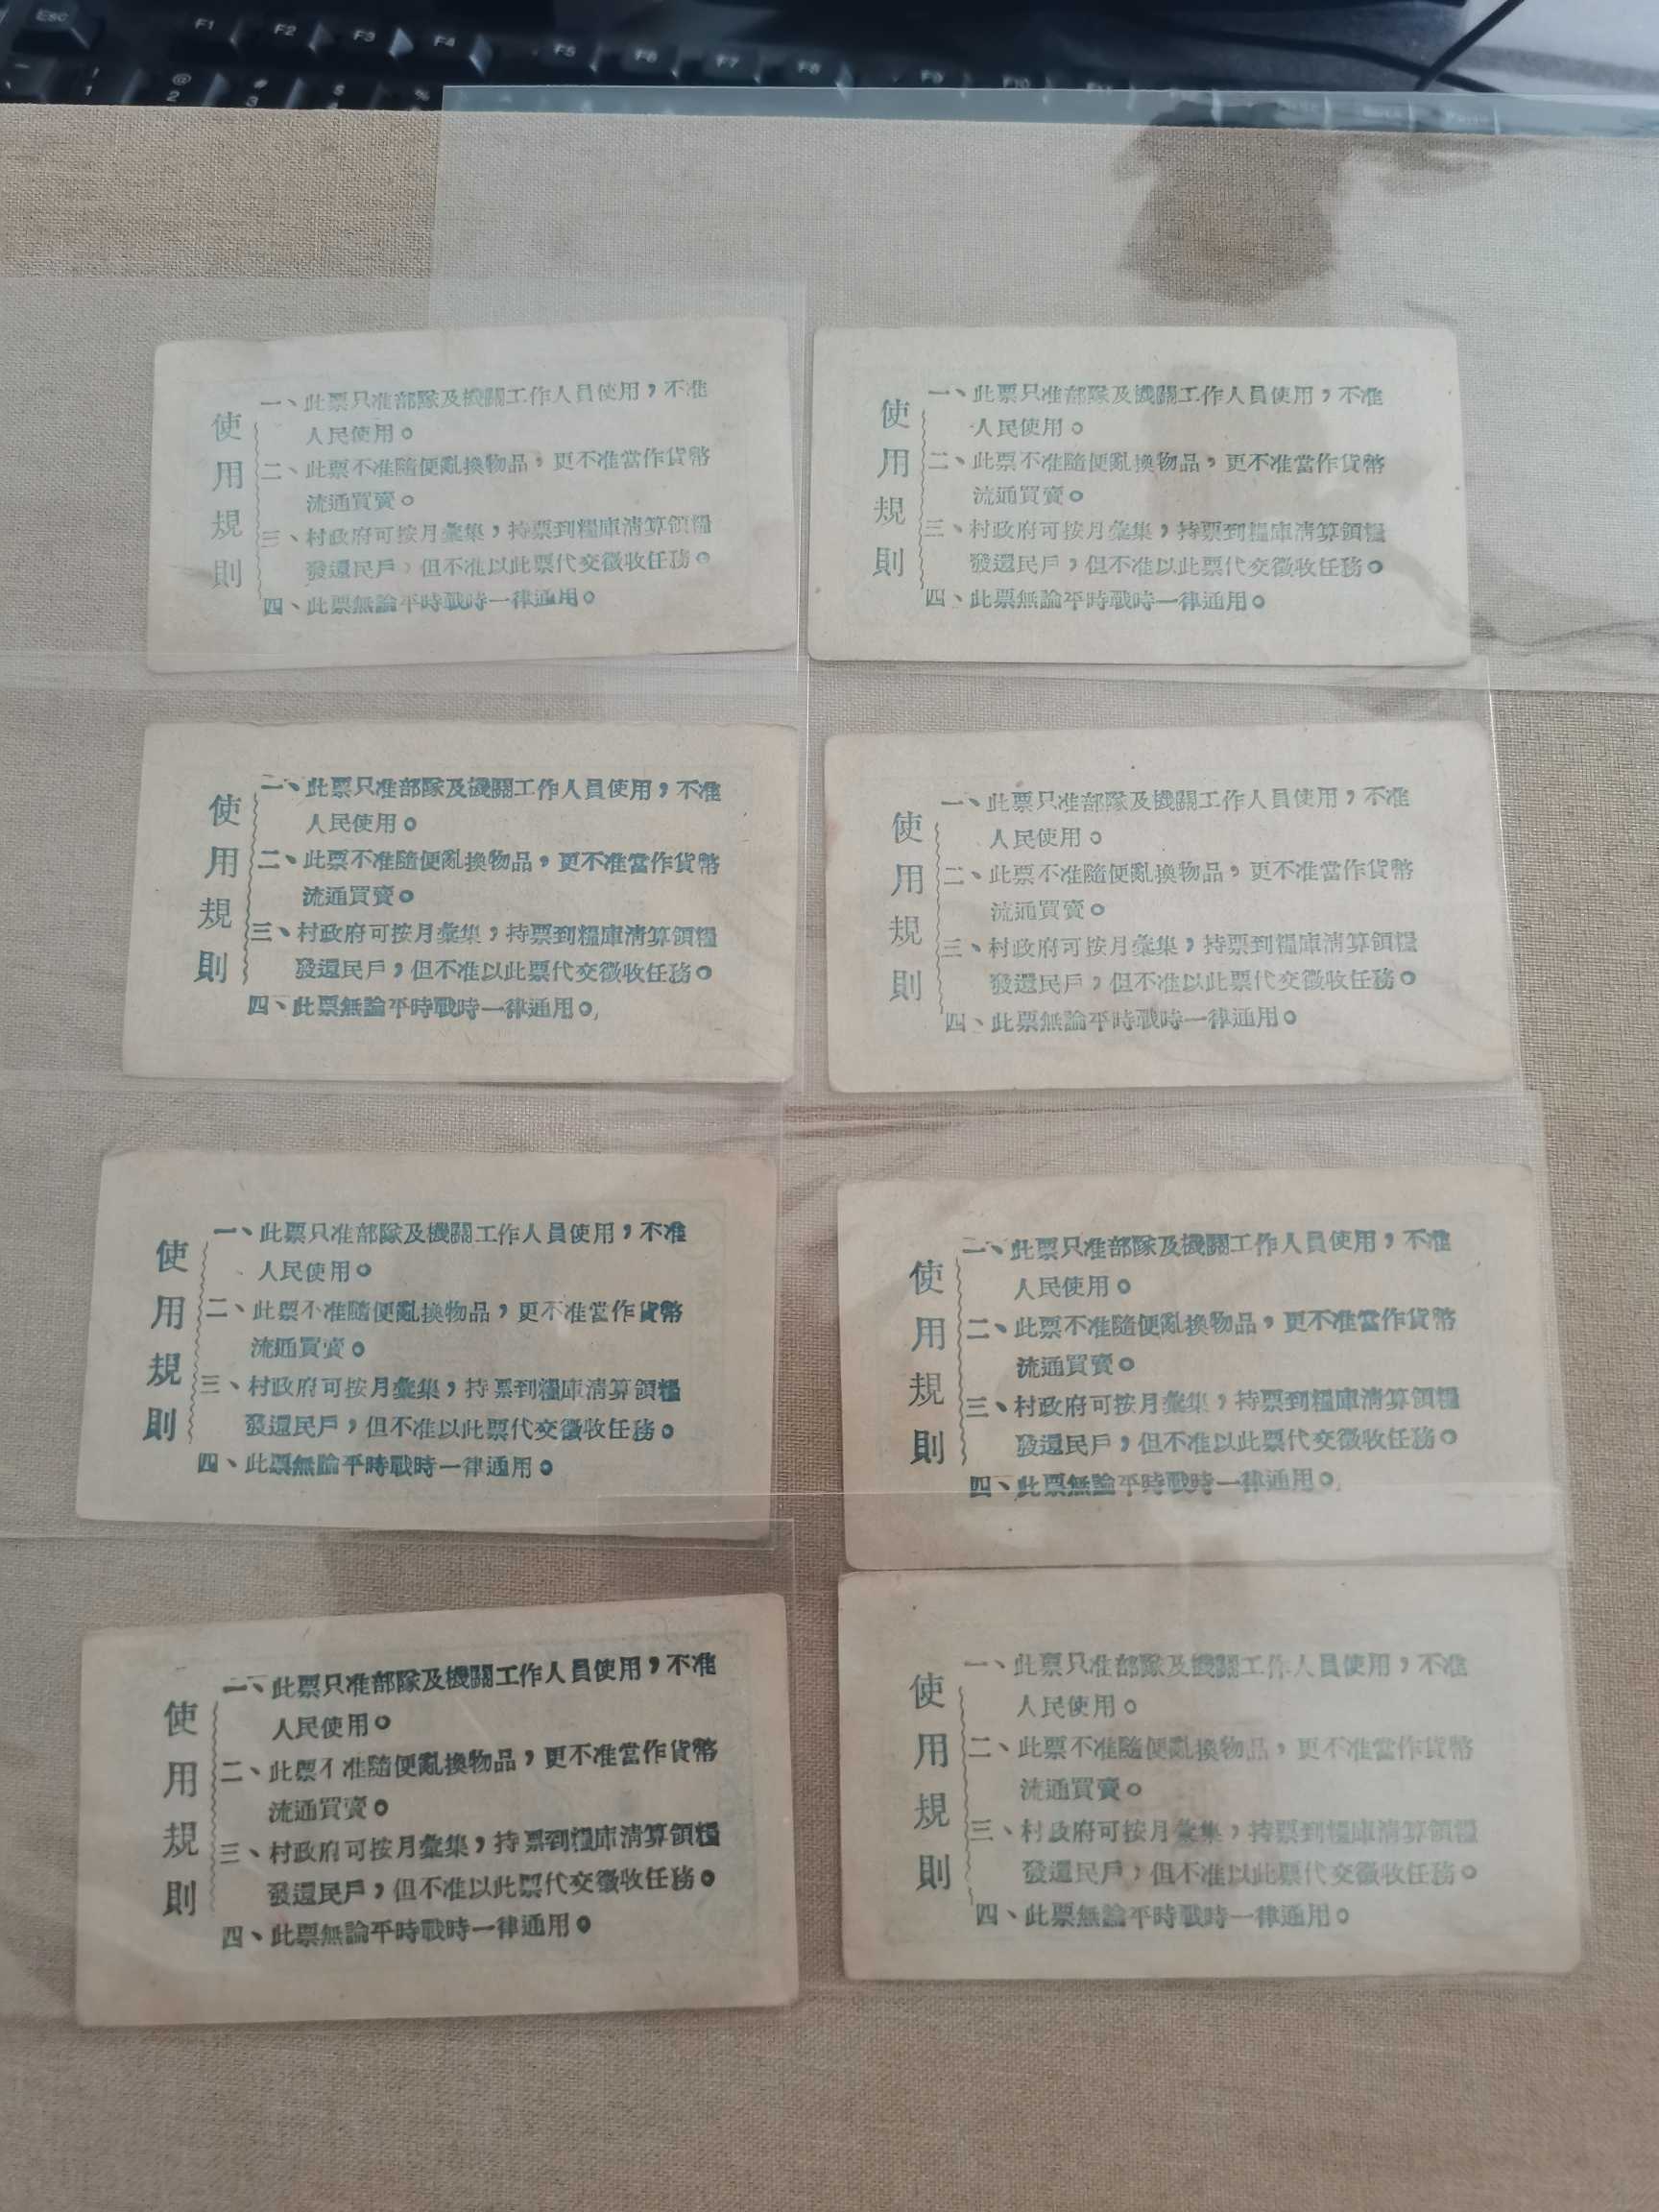 Esc F1 F2 F3 F4 F5 F6 F7 F8 F9 F10
1 @ 2 # 3 $ 4 %
使用規則
一、此票只准部隊及機關工作人員使用，不准
人民使用。
二、此票不准隨便亂換物品，更不准當作貨幣
流通買賣。
三、村政府可按月彙集，持票到糧庫清算領糧
發還民戶，但不准以此票代交徵收任務。
四、此票無論平時戰時一律通用。
使用規則
一、此票只准部隊及機關工作人員使用，不准
人民使用。
二、此票不准隨便亂換物品，更不准當作貨幣
流通買賣。
三、村政府可按月彙集，持票到糧庫清算領糧
發還民戶，但不准以此票代交徵收任務。
四、此票無論平時戰時一律通用。
使用規則
一、此票只准部隊及機關工作人員使用，不准
人民使用。
二、此票不准隨便亂換物品，更不准當作貨幣
流通買賣。
三、村政府可按月彙集，持票到糧庫清算領糧
發還民戶，但不准以此票代交徵收任務。
四、此票無論平時戰時一律通用。
使用規則
一、此票只准部隊及機關工作人員使用，不准
人民使用。
二、此票不准隨便亂換物品，更不准當作貨幣
流通買賣。
三、村政府可按月彙集，持票到糧庫清算領糧
發還民戶，但不准以此票代交徵收任務。
四、此票無論平時戰時一律通用。
使用規則
一、此票只准部隊及機關工作人員使用，不准
人民使用。
二、此票不准隨便亂換物品，更不准當作貨幣
流通買賣。
三、村政府可按月彙集，持票到糧庫清算領糧
發還民戶，但不准以此票代交徵收任務。
四、此票無論平時戰時一律通用。
使用規則
一、此票只准部隊及機關工作人員使用，不准
人民使用。
二、此票不准隨便亂換物品，更不准當作貨幣
流通買賣。
三、村政府可按月彙集，持票到糧庫清算領糧
發還民戶，但不准以此票代交徵收任務。
四、此票無論平時戰時一律通用。
使用規則
一、此票只准部隊及機關工作人員使用，不准
人民使用。
二、此票不准隨便亂換物品，更不准當作貨幣
流通買賣。
三、村政府可按月彙集，持票到糧庫清算領糧
發還民戶，但不准以此票代交徵收任務。
四、此票無論平時戰時一律通用。
使用規則
一、此票只准部隊及機關工作人員使用，不准
人民使用。
二、此票不准隨便亂換物品，更不准當作貨幣
流通買賣。
三、村政府可按月彙集，持票到糧庫清算領糧
發還民戶，但不准以此票代交徵收任務。
四、此票無論平時戰時一律通用。